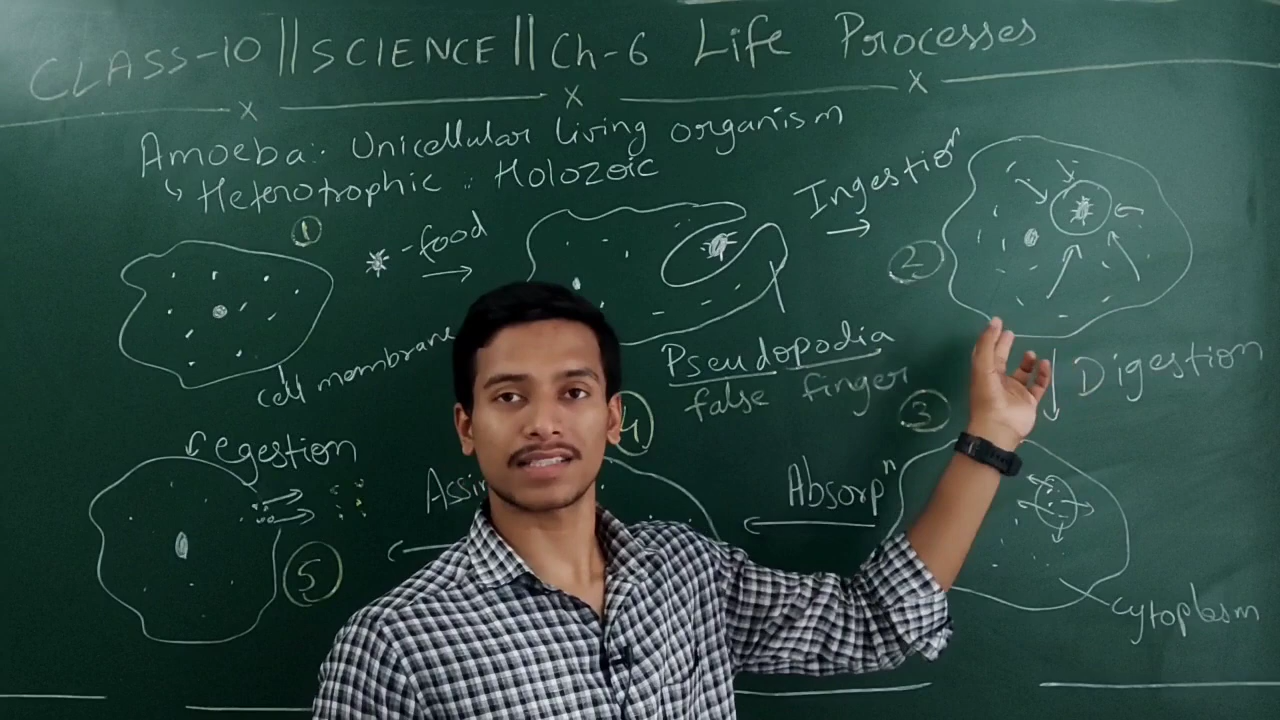 CLASS-10 || SCIENCE || Ch-6 Life Processes
x x x
Amoeba:- Unicellular living organism
↳ Heterotrophic :- Holozoic
1
-food
Ingestion
2
cell membrane
Pseudopodia
false finger
Digestion
3
4
egestion
Absorpⁿ
5
cytoplasm